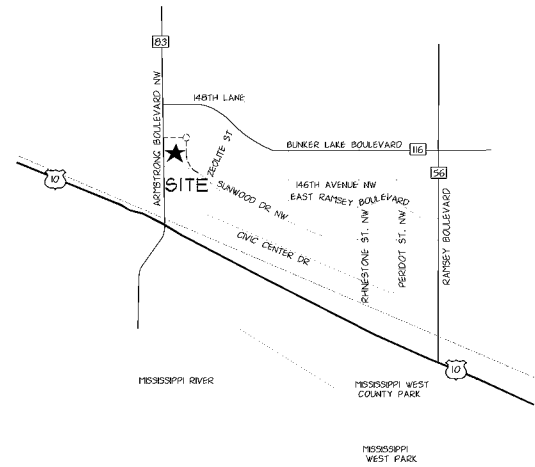 83
ARMSTRONG BOULEVARD NW
148TH LANE
ZEOLITE ST
BUNKER LAKE BOULEVARD
116
10
SITE
SUNWOOD DR NW
146TH AVENUE NW
EAST RAMSEY BOULEVARD
56
RAMSEY BOULEVARD
CIVIC CENTER DR
RHINESTONE ST. NW
PERIDOT ST. NW
10
MISSISSIPPI RIVER
MISSISSIPPI WEST
COUNTY PARK
MISSISSIPPI
WEST PARK